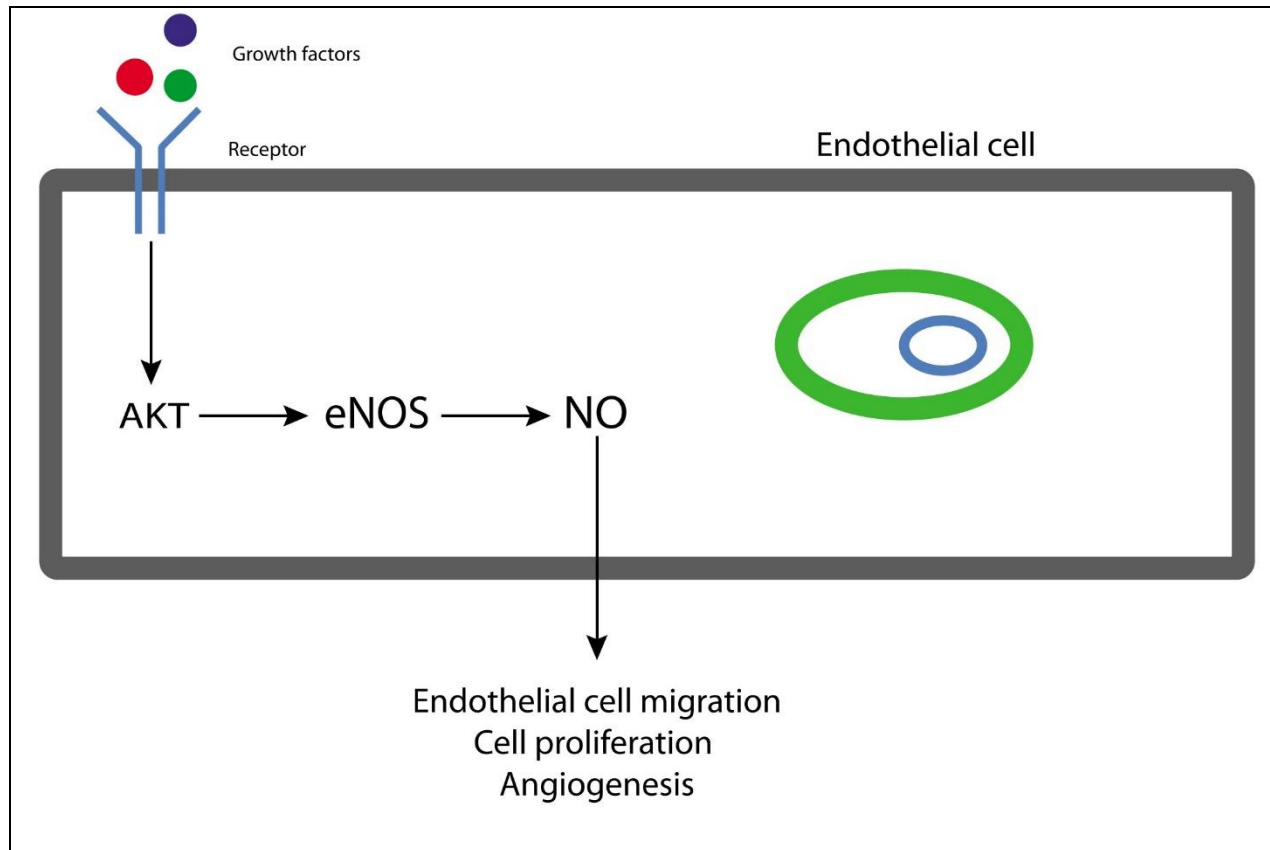 Growth factors
Receptor
Endothelial cell
AKT
eNOS
NO
Endothelial cell migration
Cell proliferation
Angiogenesis